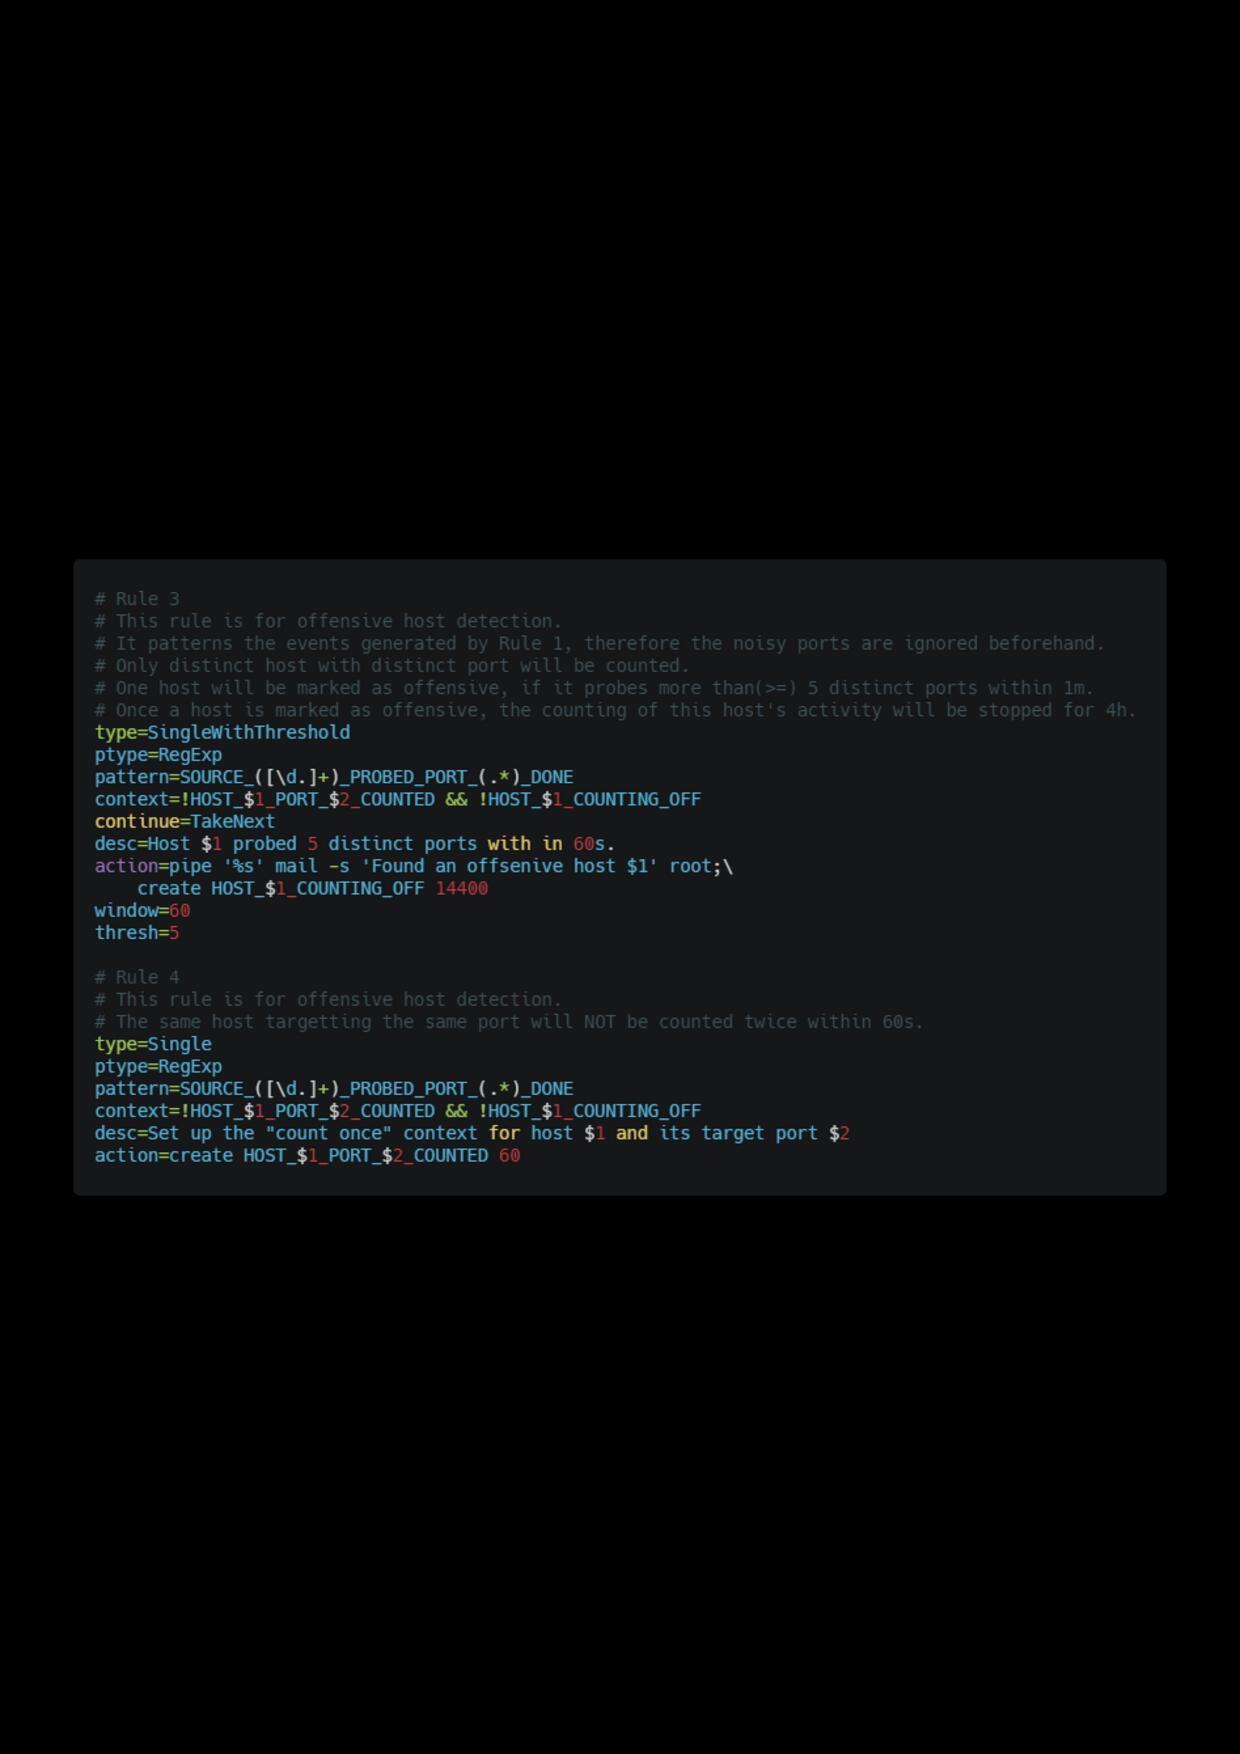 # Rule 3
# This rule is for offensive host detection.
# It patterns the events generated by Rule 1, therefore the noisy ports are ignored beforehand.
# Only distinct host with distinct port will be counted.
# One host will be marked as offensive, if it probes more than(>=) 5 distinct ports within 1m.
# Once a host is marked as offensive, the counting of this host's activity will be stopped for 4h.
type=SingleWithThreshold
ptype=RegExp
pattern=SOURCE_([\d.]+)_PROBED_PORT_(.*)_DONE
context=!HOST_$1_PORT_$2_COUNTED && !HOST_$1_COUNTING_OFF
continue=TakeNext
desc=Host $1 probed 5 distinct ports with in 60s.
action=pipe '%s' mail -s 'Found an offsenive host $1' root;\
    create HOST_$1_COUNTING_OFF 14400
window=60
thresh=5

# Rule 4
# This rule is for offensive host detection.
# The same host targetting the same port will NOT be counted twice within 60s.
type=Single
ptype=RegExp
pattern=SOURCE_([\d.]+)_PROBED_PORT_(.*)_DONE
context=!HOST_$1_PORT_$2_COUNTED && !HOST_$1_COUNTING_OFF
desc=Set up the "count once" context for host $1 and its target port $2
action=create HOST_$1_PORT_$2_COUNTED 60